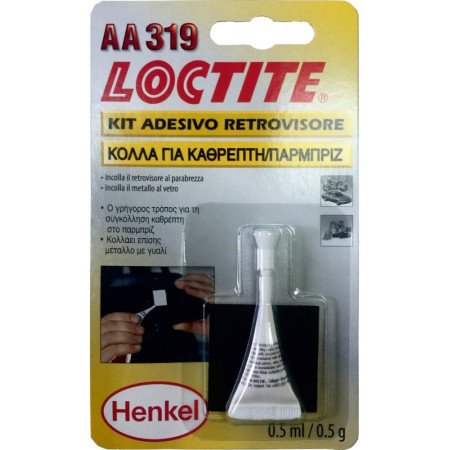 AA 319
LOCTITE®
KIT ADESIVO RETROVISORE
ΚΟΛΛΑ ΓΙΑ ΚΑΘΡΕΠΤΗ/ΠΑΡΜΠΡΙΖ
• Incolla il retrovisore al parabrezza
• Incolla il metallo al vetro
• Ο γρήγορος τρόπος για τη
συγκόλληση καθρέπτη
στο παρμπρίζ
• Κολλάει επίσης
μέταλλο με γυαλί
Henkel
0.5 ml / 0.5 g